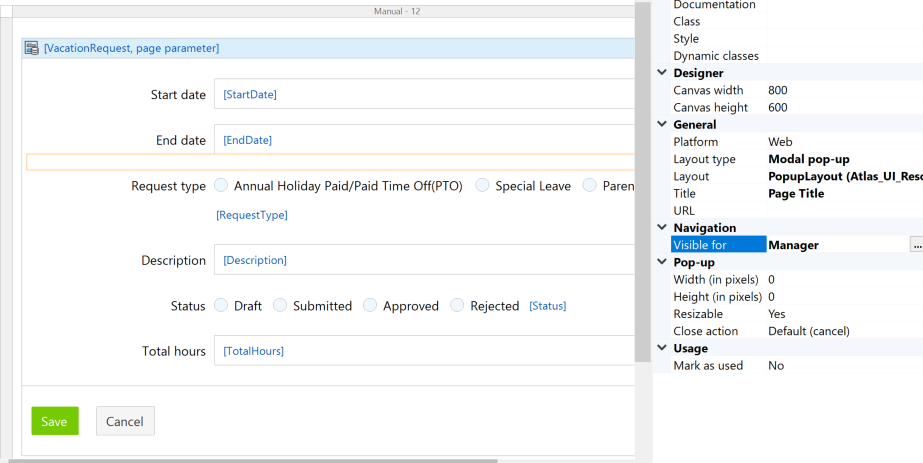 Manual - 12
[VacationRequest, page parameter]
Start date [StartDate]
End date [EndDate]
Request type Annual Holiday Paid/Paid Time Off(PTO) Special Leave Paren
[RequestType]
Description [Description]
Status Draft Submitted Approved Rejected [Status]
Total hours [TotalHours]
Save Cancel
Documentation
Class
Style
Dynamic classes
Designer
Canvas width 800
Canvas height 600
General
Platform Web
Layout type Modal pop-up
Layout PopupLayout (Atlas_UI_Reso
Title Page Title
URL
Navigation
Visible for Manager ...
Pop-up
Width (in pixels) 0
Height (in pixels) 0
Resizable Yes
Close action Default (cancel)
Usage
Mark as used No